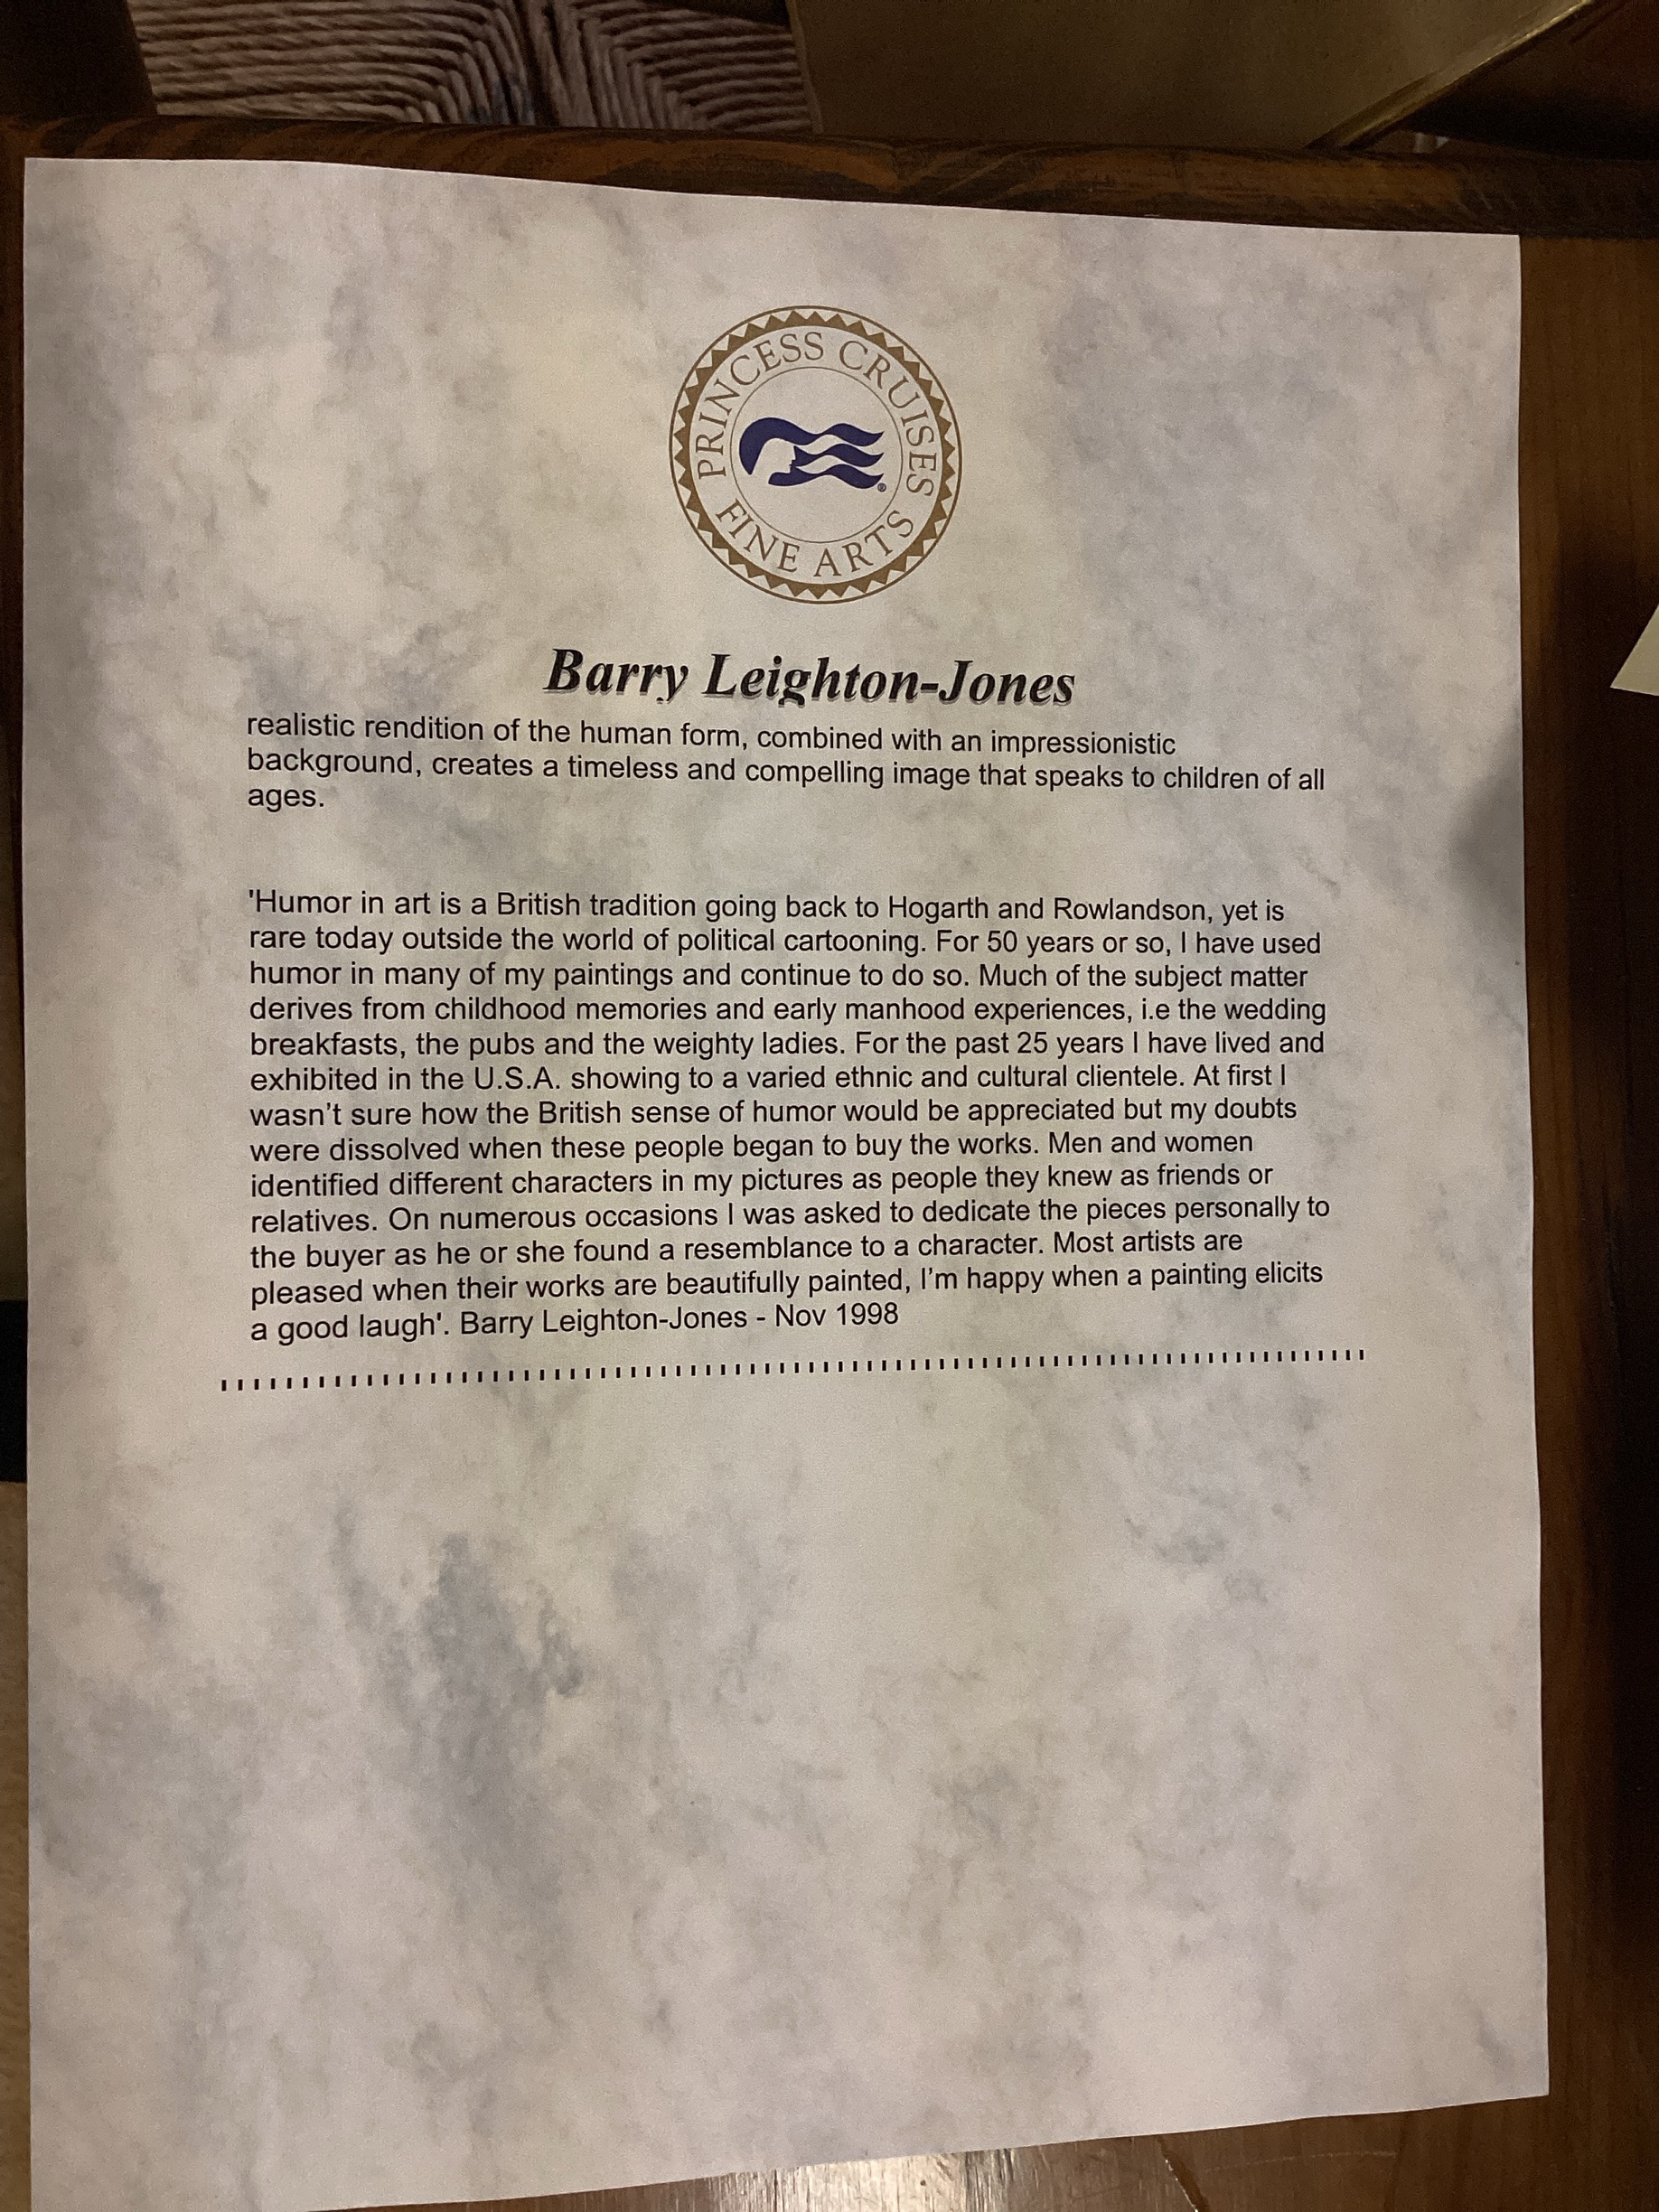 PRINCESS CRUISES
FINE ARTS
®
Barry Leighton-Jones
realistic rendition of the human form, combined with an impressionistic
background, creates a timeless and compelling image that speaks to children of all
ages.
'Humor in art is a British tradition going back to Hogarth and Rowlandson, yet is
rare today outside the world of political cartooning. For 50 years or so, I have used
humor in many of my paintings and continue to do so. Much of the subject matter
derives from childhood memories and early manhood experiences, i.e the wedding
breakfasts, the pubs and the weighty ladies. For the past 25 years I have lived and
exhibited in the U.S.A. showing to a varied ethnic and cultural clientele. At first I
wasn’t sure how the British sense of humor would be appreciated but my doubts
were dissolved when these people began to buy the works. Men and women
identified different characters in my pictures as people they knew as friends or
relatives. On numerous occasions I was asked to dedicate the pieces personally to
the buyer as he or she found a resemblance to a character. Most artists are
pleased when their works are beautifully painted, I’m happy when a painting elicits
a good laugh'. Barry Leighton-Jones - Nov 1998